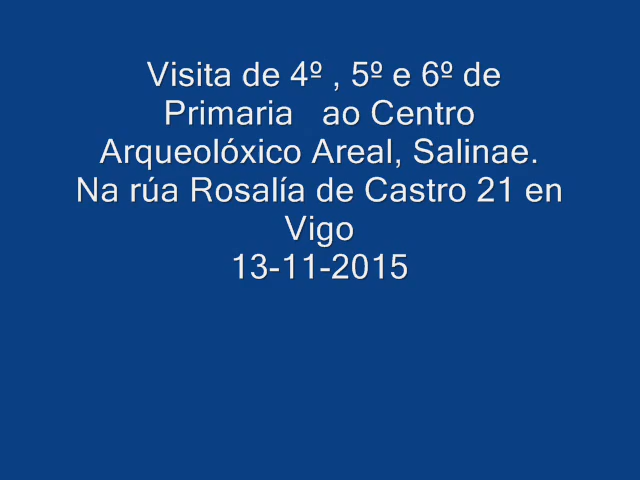 Visita de 4º , 5º e 6º de
Primaria   ao Centro
Arqueolóxico Areal, Salinae.
Na rúa Rosalía de Castro 21 en
Vigo
13-11-2015